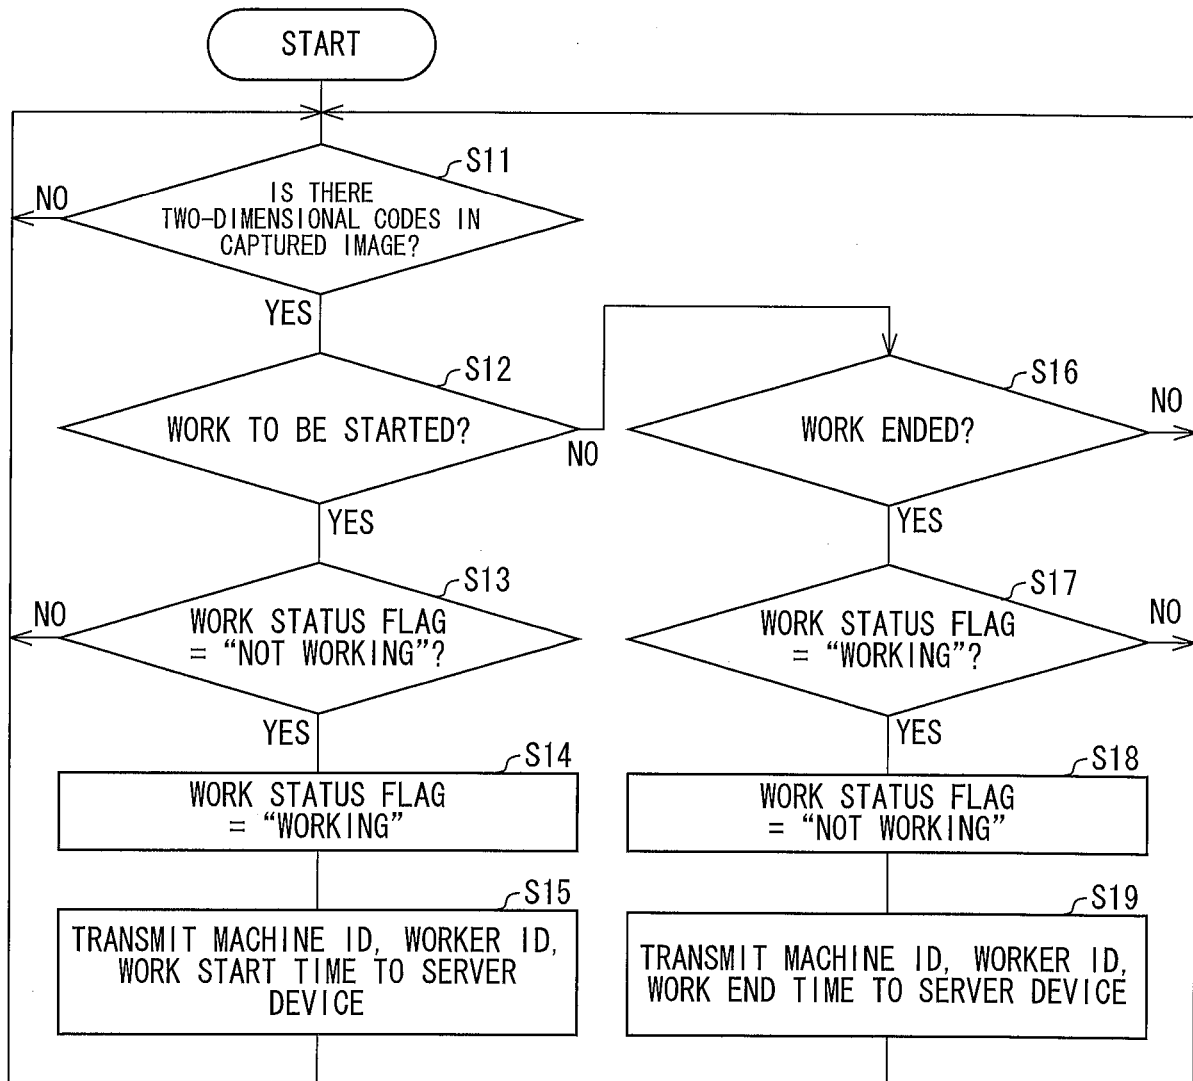 START
S11
NO
IS THERE
TWO-DIMENSIONAL CODES IN
CAPTURED IMAGE?
YES
S12
WORK TO BE STARTED?
NO
YES
S16
WORK ENDED?
NO
YES
S13
NO
WORK STATUS FLAG
= “NOT WORKING”?
YES
S17
WORK STATUS FLAG
= “WORKING”?
NO
YES
S14
WORK STATUS FLAG
= “WORKING”
S18
WORK STATUS FLAG
= “NOT WORKING”
S15
TRANSMIT MACHINE ID, WORKER ID,
WORK START TIME TO SERVER
DEVICE
S19
TRANSMIT MACHINE ID, WORKER ID,
WORK END TIME TO SERVER DEVICE